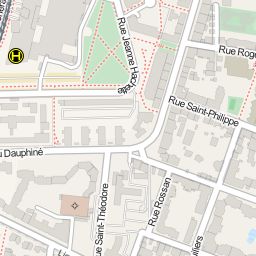 Rue Jeanne Hachette
Rue Roge
H
Rue Saint-Philippe
u Dauphiné
Rue Saint-Théodore
Rue Rossan
illiers